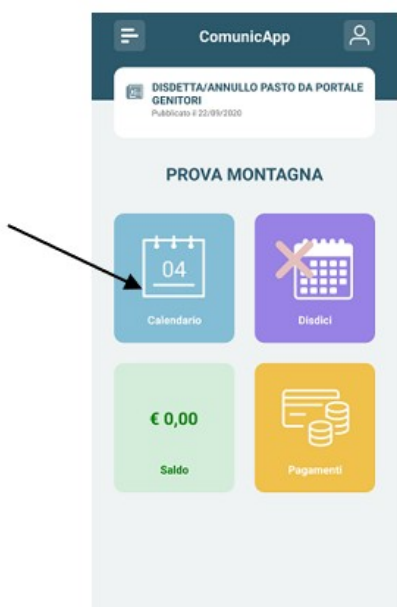 ComunicApp
DISDETTA/ANNULLO PASTO DA PORTALE
GENITORI
Pubblicato il 22/09/2020
PROVA MONTAGNA
04
Calendario
Disdici
€ 0,00
Saldo
Pagamenti